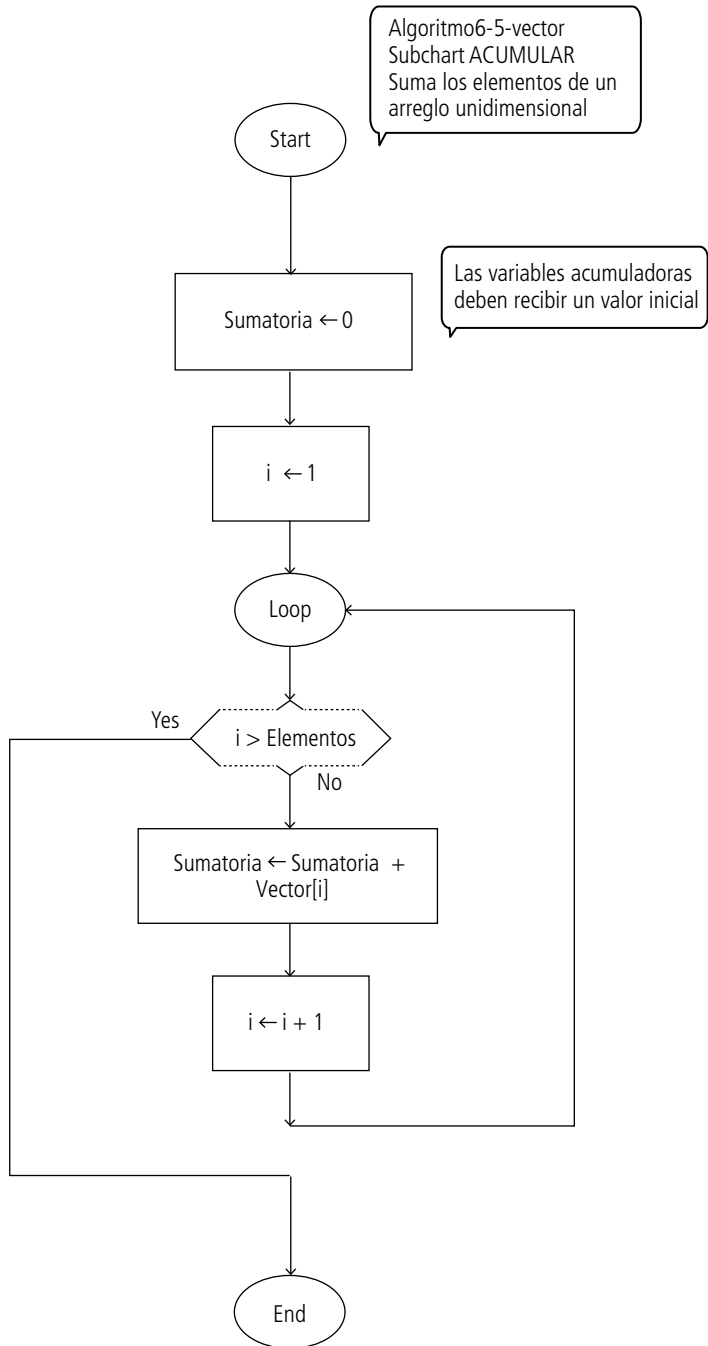 Algoritmo6-5-vector
Subchart ACUMULAR
Suma los elementos de un
arreglo unidimensional
Start
Las variables acumuladoras
deben recibir un valor inicial
Sumatoria ← 0
i ← 1
Loop
Yes
i > Elementos
No
Sumatoria ← Sumatoria +
Vector[i]
i ← i + 1
End